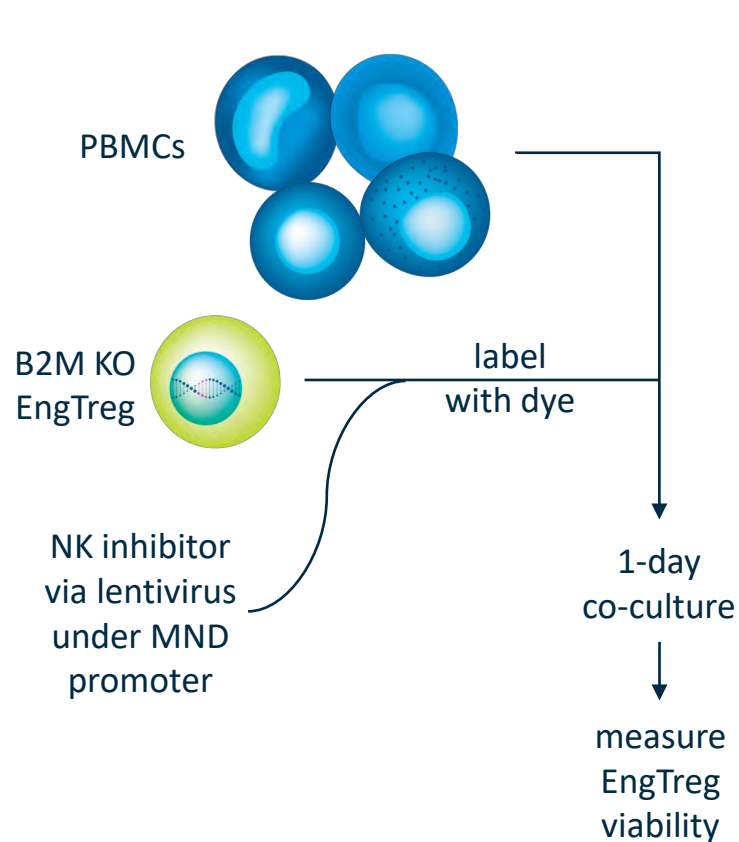 PBMCs
B2M KO
EngTreg
label
with dye
NK inhibitor
via lentivirus
under MND
promoter
1-day
co-culture
measure
EngTreg
viability